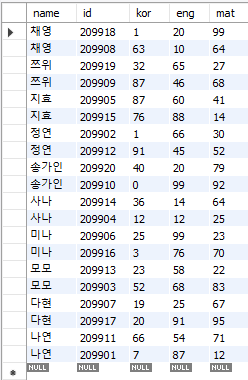 name id kor eng mat
채영 209918 1 20 99
채영 209908 63 10 64
쯔위 209919 32 65 27
쯔위 209909 87 46 68
지효 209905 87 60 41
지효 209915 76 88 14
정연 209902 1 66 30
정연 209912 91 45 52
송가인 209920 40 20 79
송가인 209910 0 99 92
사나 209914 36 14 64
사나 209904 12 12 25
미나 209906 25 99 23
미나 209916 3 76 70
모모 209913 23 58 22
모모 209903 52 68 83
다현 209907 19 25 67
다현 209917 20 91 95
나연 209911 66 54 71
나연 209901 7 87 12
NULL NULL NULL NULL NULL